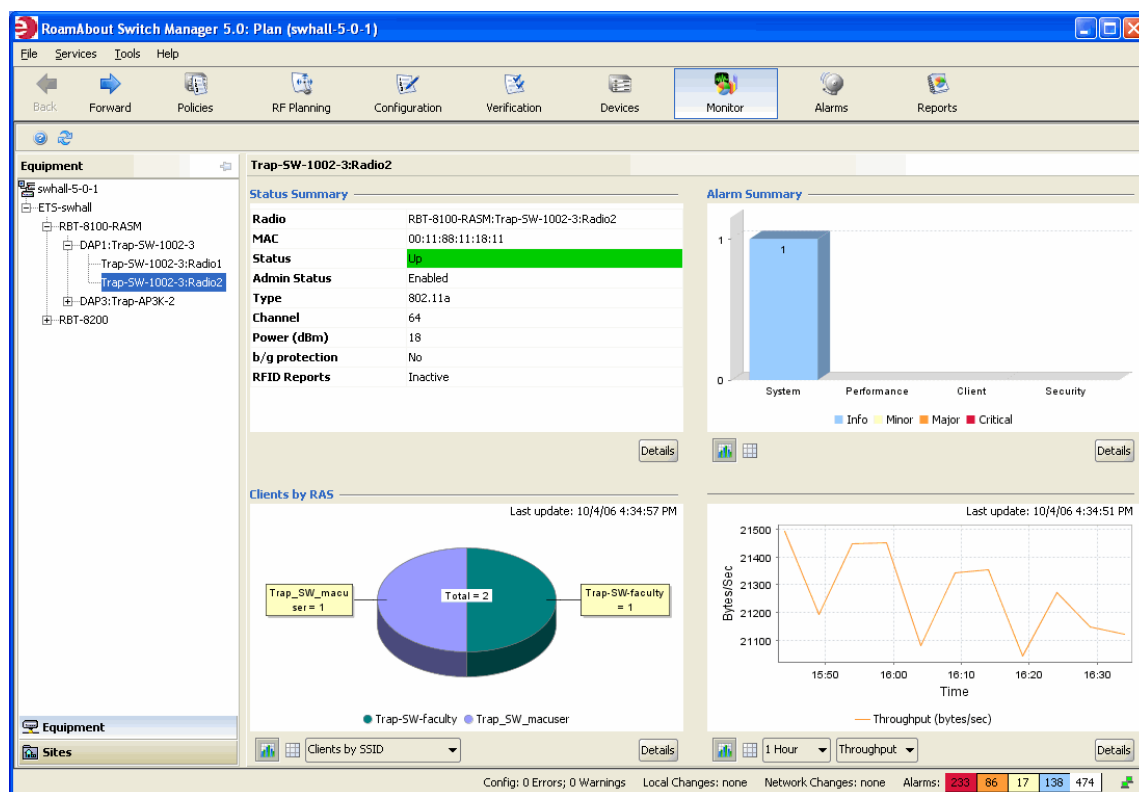 RoamAbout Switch Manager 5.0: Plan (swhall-5-0-1)
File Services Tools Help
Back Forward Policies RF Planning Configuration Verification Devices Monitor Alarms Reports
Equipment
swhall-5-0-1
ETS-swhall
RBT-8100-RASM
DAP1:Trap-SW-1002-3
Trap-SW-1002-3:Radio1
Trap-SW-1002-3:Radio2
DAP3:Trap-AP3K-2
RBT-8200
Equipment
Sites
Trap-SW-1002-3:Radio2
Status Summary
Radio RBT-8100-RASM:Trap-SW-1002-3:Radio2
MAC 00:11:88:11:18:11
Status Up
Admin Status Enabled
Type 802.11a
Channel 64
Power (dBm) 18
b/g protection No
RFID Reports Inactive
Details
Alarm Summary
1
1
0
System Performance Client Security
Info Minor Major Critical
Details
Clients by RAS
Last update: 10/4/06 4:34:57 PM
Trap_SW_macu
ser = 1
Total = 2
Trap-SW-faculty
= 1
Trap-SW-faculty Trap_SW_macuser
Clients by SSID Details
Last update: 10/4/06 4:34:51 PM
21500
21400
21300
21200
21100
Bytes/Sec
15:50 16:00 16:10 16:20 16:30
Time
Throughput (bytes/sec)
1 Hour Throughput Details
Config: 0 Errors; 0 Warnings Local Changes: none Network Changes: none Alarms: 233 86 17 138 474